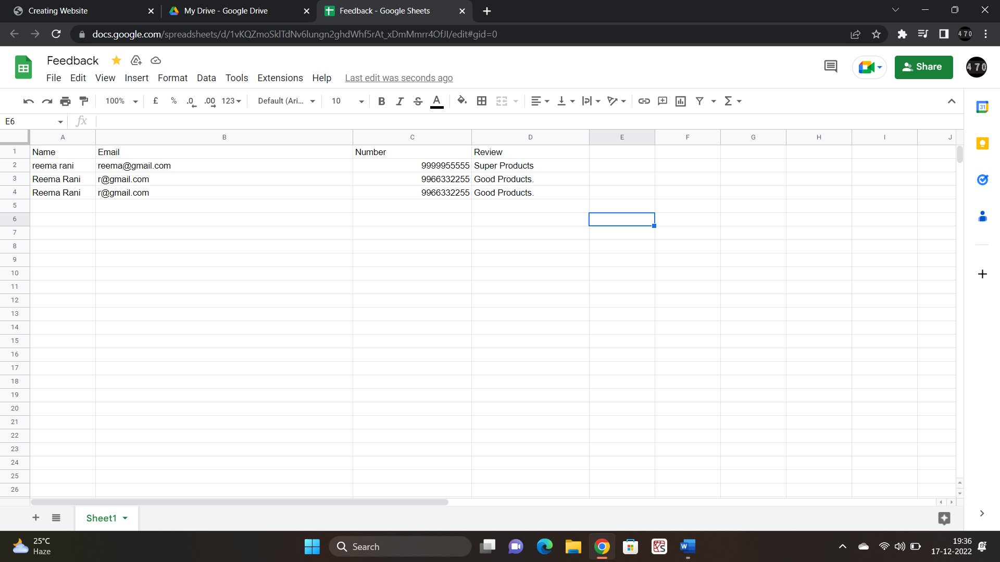 Creating Website
My Drive - Google Drive
Feedback - Google Sheets
docs.google.com/spreadsheets/d/1vKQZmoSklTdNv6lungn2ghdWhf5rAt_xDmMmrr4OfJI/edit#gid=0
470
Feedback
File Edit View Insert Format Data Tools Extensions Help Last edit was seconds ago
Share
470
100% £ % .0 .00 123 Default (Ari... 10 B I S A
31
E6 fx
A B C D E F G H I J
1 Name Email Number Review
2 reema rani reema@gmail.com 9999955555 Super Products
3 Reema Rani r@gmail.com 9966332255 Good Products.
4 Reema Rani r@gmail.com 9966332255 Good Products.
5
6
7
8
9
10
11
12
13
14
15
16
17
18
19
20
21
22
23
24
25
26
Sheet1
25°C
Haze
Search
19:36
17-12-2022